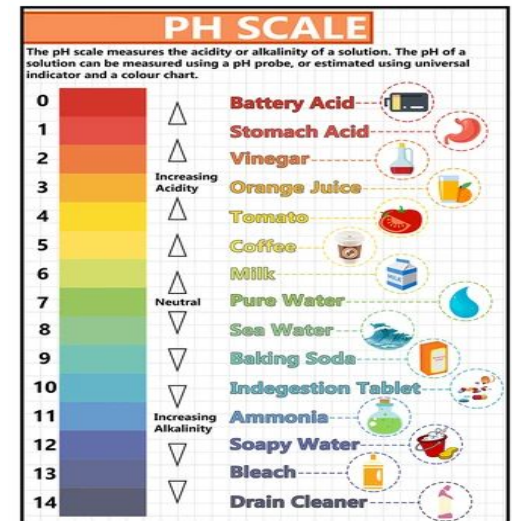 PH SCALE
The pH scale measures the acidity or alkalinity of a solution. The pH of a
solution can be measured using a pH probe, or estimated using universal
indicator and a colour chart.
0 Battery Acid
1 Stomach Acid
2 Vinegar
Increasing
Acidity
3 Orange Juice
4 Tomato
5 Coffee
6 Milk
7 Neutral Pure Water
8 Sea Water
9 Baking Soda
10 Indegestion Tablet
11 Increasing Ammonia
Alkalinity
12 Soapy Water
13 Bleach
14 Drain Cleaner